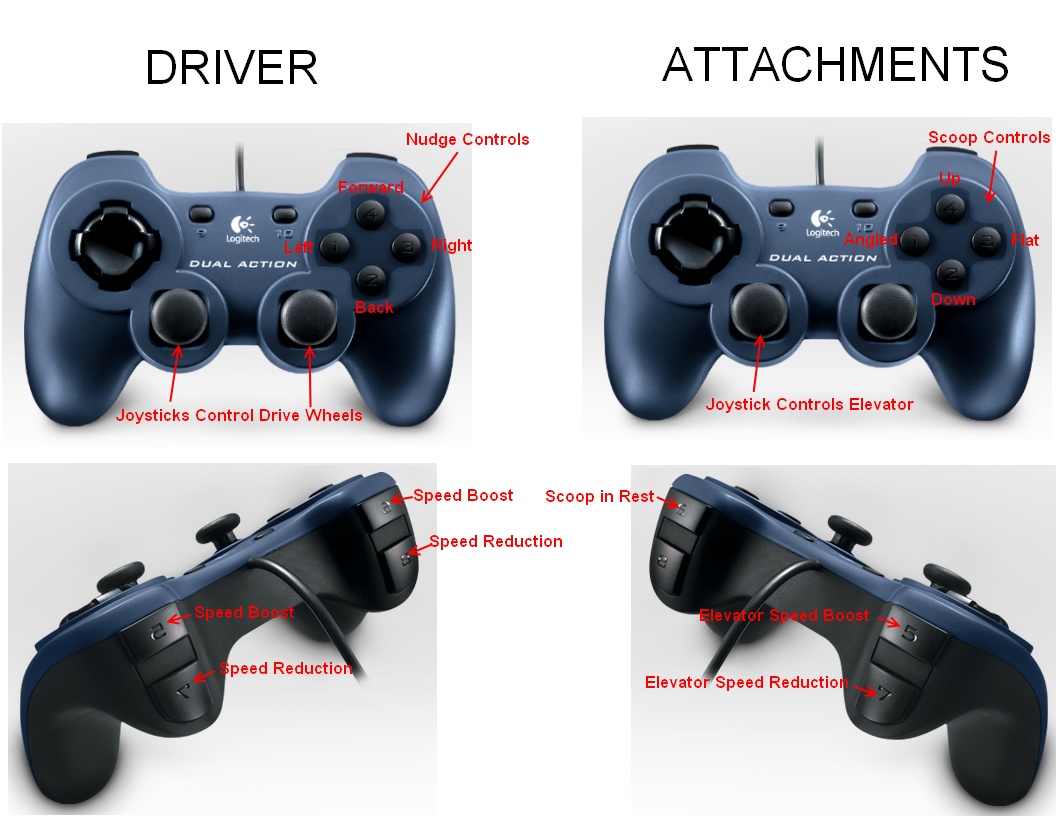 DRIVER
ATTACHMENTS
Nudge Controls
Forward
4
9
Logitech
10
Left
1
3
Right
DUAL ACTION
2
Back
Joysticks Control Drive Wheels
Scoop Controls
Up
4
9
Logitech
10
Angled
1
3
Flat
DUAL ACTION
2
Down
Joystick Controls Elevator
Speed Boost
Speed Reduction
Speed Boost
Speed Reduction
7
Scoop in Rest
Elevator Speed Boost
5
Elevator Speed Reduction
7